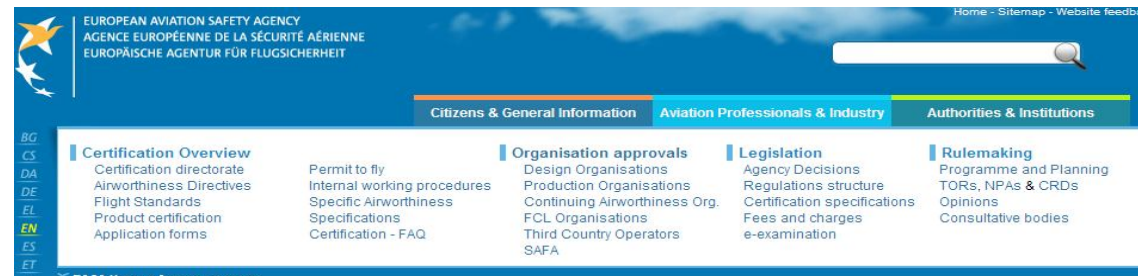 EUROPEAN AVIATION SAFETY AGENCY
AGENCE EUROPÉENNE DE LA SÉCURITÉ AÉRIENNE
EUROPÄISCHE AGENTUR FÜR FLUGSICHERHEIT
Home - Sitemap - Website feedb
Citizens & General Information
Aviation Professionals & Industry
Authorities & Institutions
BG
CS
DA
DE
EL
EN
ES
ET
Certification Overview
Certification directorate
Airworthiness Directives
Flight Standards
Product certification
Application forms
Permit to fly
Internal working procedures
Specific Airworthiness
Specifications
Certification - FAQ
Organisation approvals
Design Organisations
Production Organisations
Continuing Airworthiness Org.
FCL Organisations
Third Country Operators
SAFA
Legislation
Agency Decisions
Regulations structure
Certification specifications
Fees and charges
e-examination
Rulemaking
Programme and Planning
TORs, NPAs & CRDs
Opinions
Consultative bodies